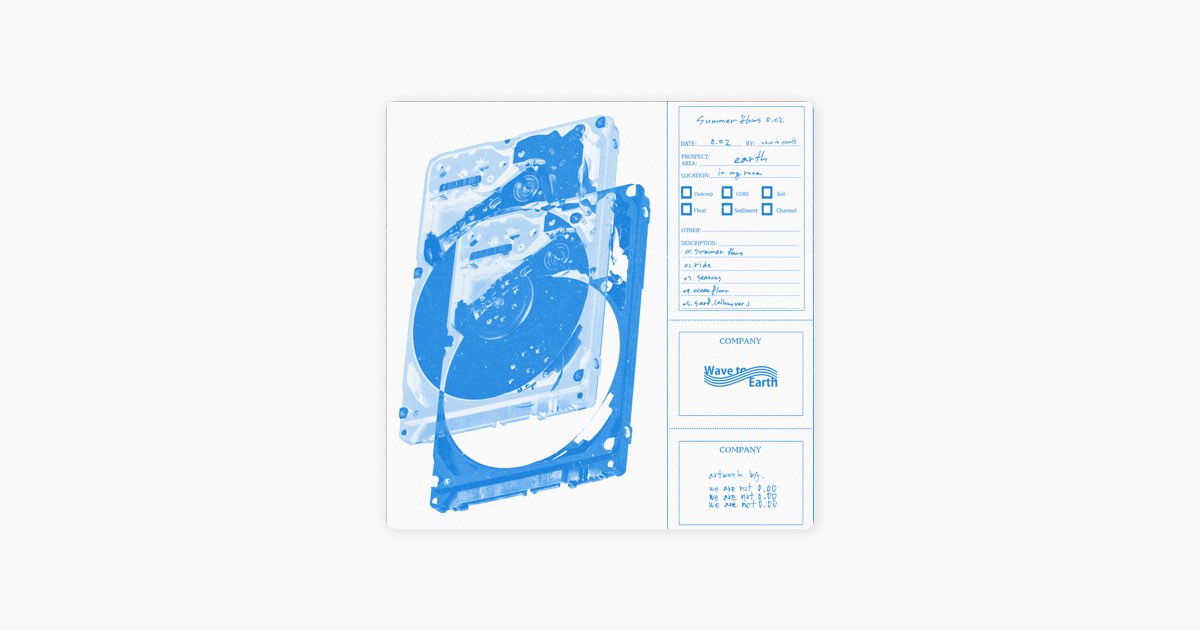 Summer flows 0.02
DATE: 0.02 BY: wave to earth
PROSPECT/
AREA: earth
LOCATION: in my room
Outcrop CORE Soil
Float Sediment Channel
OTHER:
DESCRIPTION:
01. Summer flows
02. ride
03. seasons
04. ocean floor
05. surf. (album ver.)
COMPANY
Wave to
Earth
COMPANY
artwork by.
we are not 0.00
we are not 0.00
we are not 0.00